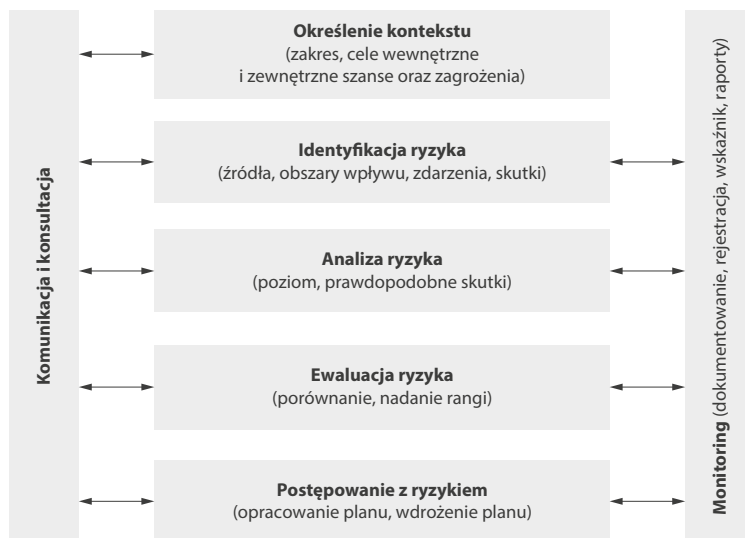 Komunikacja i konsultacja
Określenie kontekstu
(zakres, cele wewnętrzne
i zewnętrzne szanse oraz zagrożenia)
Identyfikacja ryzyka
(źródła, obszary wpływu, zdarzenia, skutki)
Analiza ryzyka
(poziom, prawdopodobne skutki)
Ewaluacja ryzyka
(porównanie, nadanie rangi)
Postępowanie z ryzykiem
(opracowanie planu, wdrożenie planu)
Monitoring (dokumentowanie, rejestracja, wskaźnik, raporty)